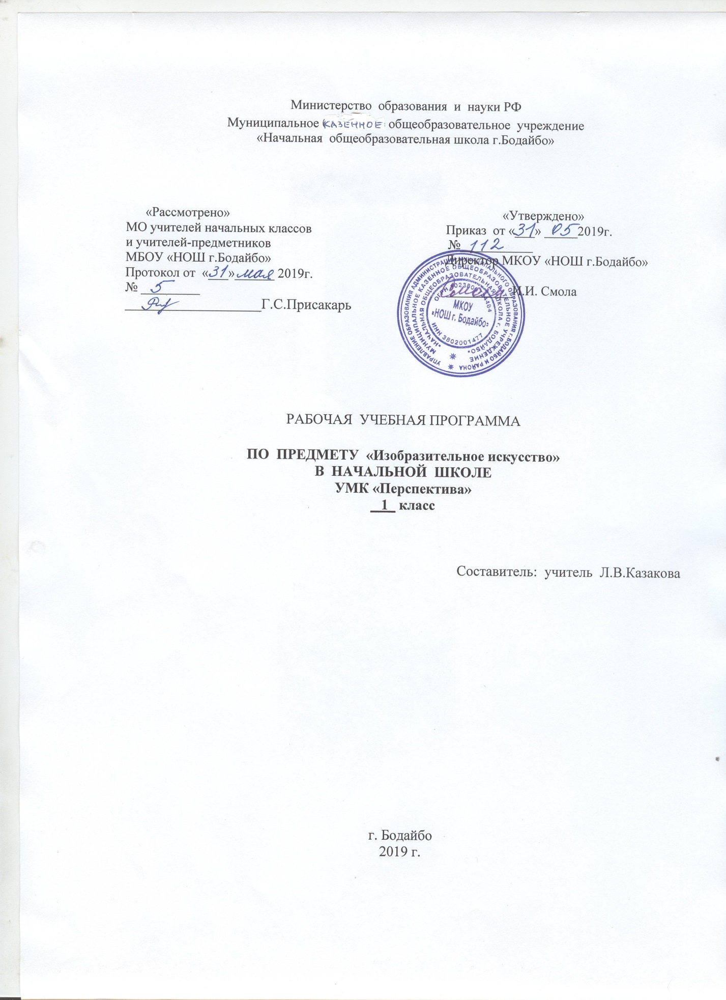 Министерство образования и науки РФ
Муниципальное КАЗЕННОЕ общеобразовательное учреждение
«Начальная общеобразовательная школа г.Бодайбо»
«Рассмотрено»
МО учителей начальных классов
и учителей-предметников
МБОУ «НОШ г.Бодайбо»
Протокол от «31» мая 2019г.
№ 5
Г.С.Присакарь
«Утверждено»
Приказ от «31» 05 2019г.
№ 112
Директор МКОУ «НОШ г.Бодайбо»
И.И. Смола
УПРАВЛЕНИЕ ОБРАЗОВАНИЯ АДМИНИСТРАЦИИ МУНИЦИПАЛЬНОГО ОБРАЗОВАНИЯ г. БОДАЙБО И РАЙОНА
МУНИЦИПАЛЬНОЕ КАЗЕННОЕ ОБЩЕОБРАЗОВАТЕЛЬНОЕ УЧРЕЖДЕНИЕ
«НАЧАЛЬНАЯ ОБЩЕОБРАЗОВАТЕЛЬНАЯ ШКОЛА г. БОДАЙБО»
ОГРН
МКОУ
«НОШ г. Бодайбо»
ИНН 3802001477
РАБОЧАЯ УЧЕБНАЯ ПРОГРАММА
ПО ПРЕДМЕТУ «Изобразительное искусство»
В НАЧАЛЬНОЙ ШКОЛЕ
УМК «Перспектива»
1 класс
Составитель: учитель Л.В.Казакова
г. Бодайбо
2019 г.